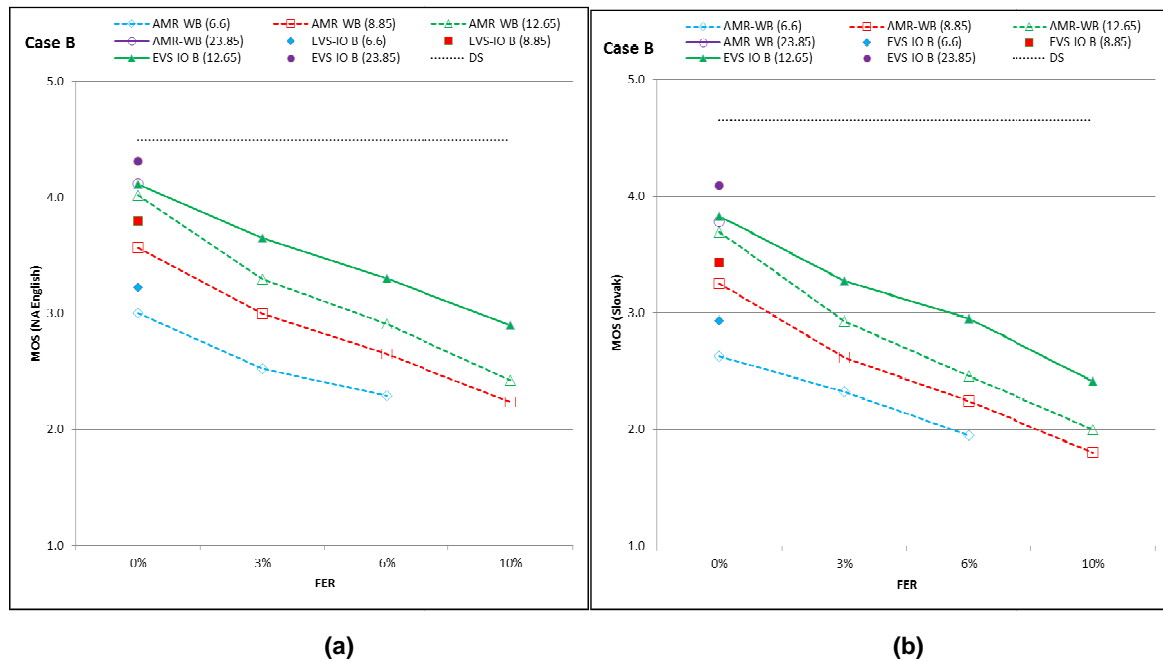 Case B
AMR-WB (6.6) AMR-WB (8.85) AMR-WB (12.65)
AMR-WB (23.85) EVS-IO B (6.6) EVS-IO B (8.85)
EVS-IO B (12.65) EVS-IO B (23.85) DS
5.0
4.0
3.0
2.0
1.0
MOS (NA English)
0% 3% 6% 10%
FER
(a)
Case B
AMR-WB (6.6) AMR-WB (8.85) AMR-WB (12.65)
AMR-WB (23.85) EVS-IO B (6.6) EVS-IO B (8.85)
EVS-IO B (12.65) EVS-IO B (23.85) DS
5.0
4.0
3.0
2.0
1.0
MOS (Slovak)
0% 3% 6% 10%
FER
(b)